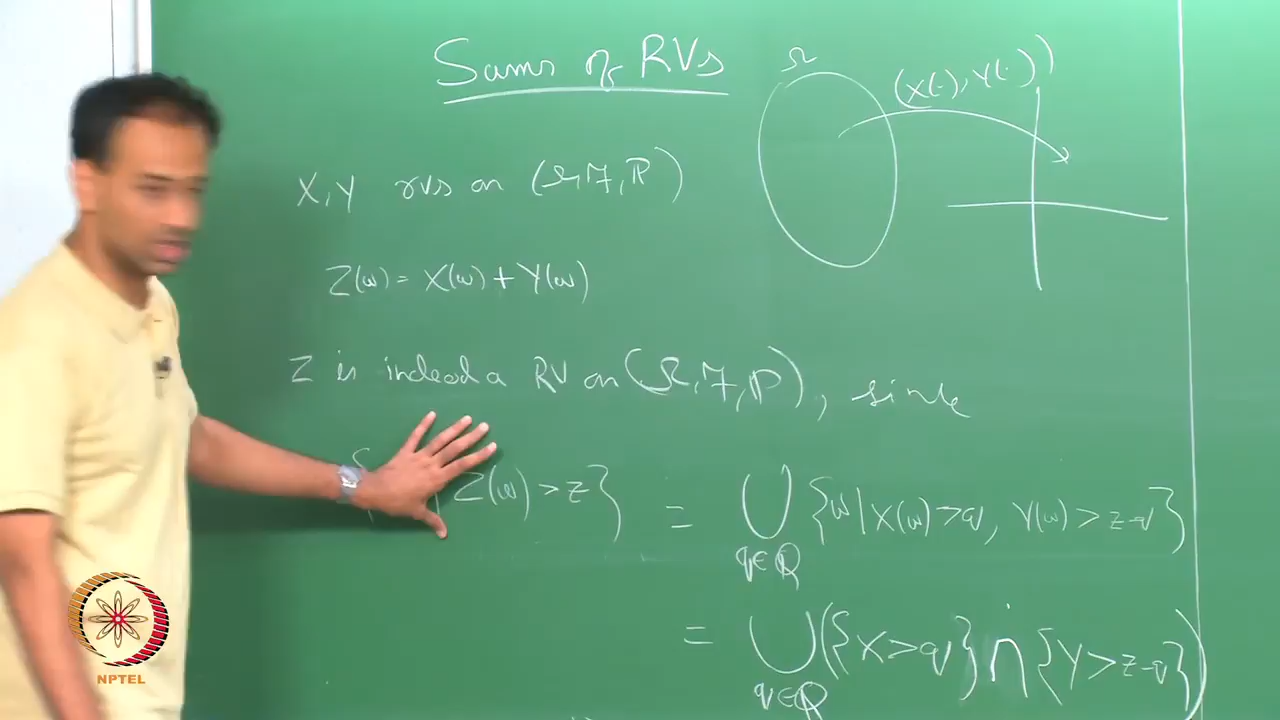 Sums of RVs
Ω
(X(·), Y(·))
X, Y rvs on (Ω, F, P)
Z(ω) = X(ω) + Y(ω)
Z is indeed a RV on (Ω, F, P), since
{ | Z(ω) > z} = ⋃ {ω | X(ω) > q, Y(ω) > z-q}
q∈ℚ
= ⋃ ({X > q} ∩ {Y > z-q})
q∈ℚ
NPTEL